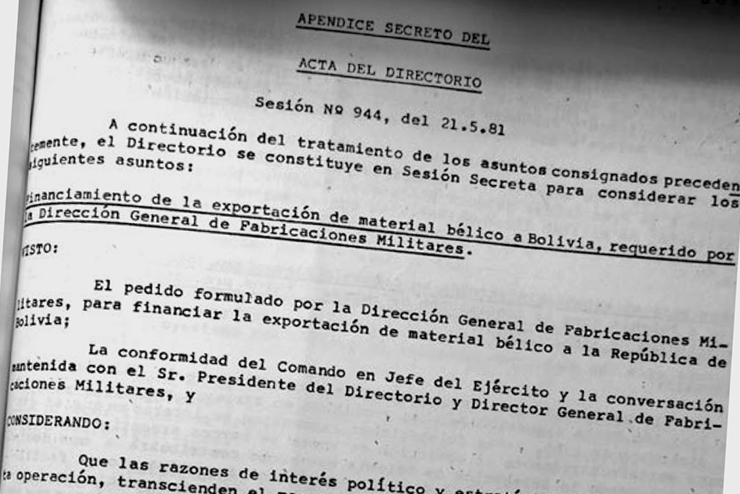 APENDICE SECRETO DEL
ACTA DEL DIRECTORIO
Sesión Nº 944, del 21.5.81
A continuación del tratamiento de los asuntos consignados preceden
temente, el Directorio se constituye en Sesión Secreta para considerar los
siguientes asuntos:
Financiamiento de la exportación de material bélico a Bolivia, requerido por
la Dirección General de Fabricaciones Militares.
VISTO:
El pedido formulado por la Dirección General de Fabricaciones Mi-
litares, para financiar la exportación de material bélico a la República de
Bolivia;
La conformidad del Comando en Jefe del Ejército y la conversación
mantenida con el Sr. Presidente del Directorio y Director General de Fabri-
caciones Militares, y
CONSIDERANDO:
Que las razones de interés político y
ta operación, transcienden el